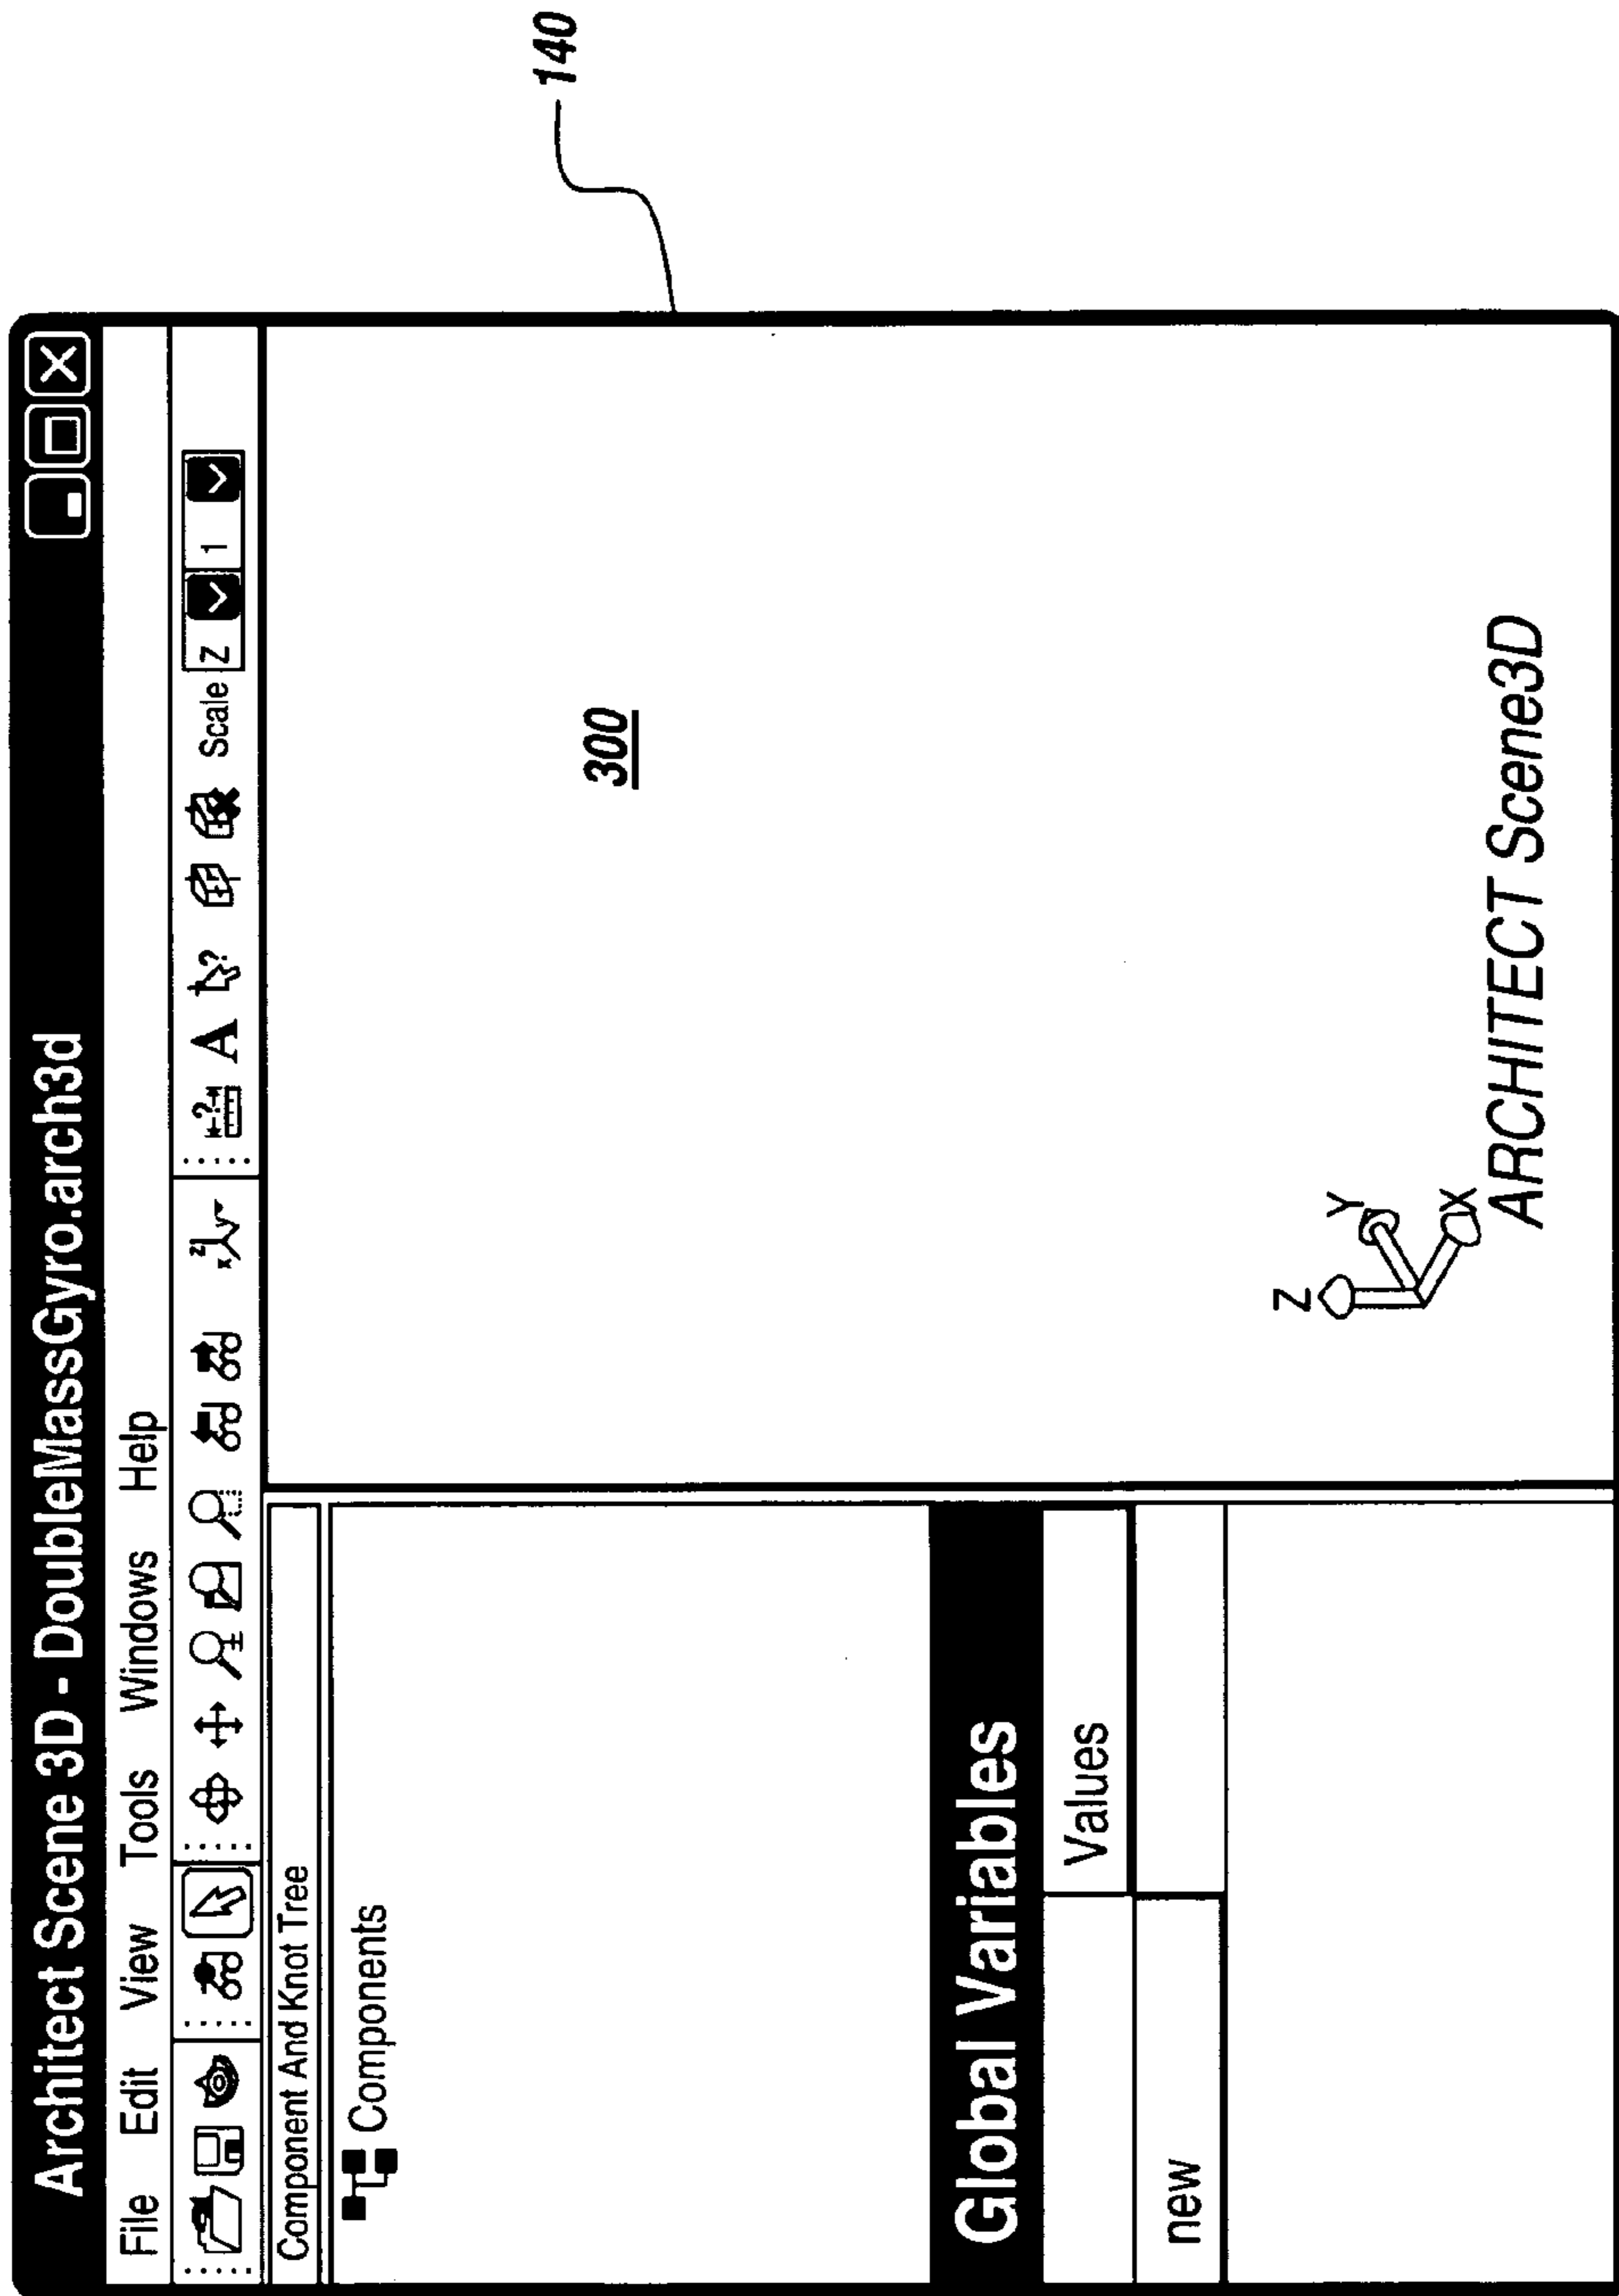 Architect Scene 3D - DoubleMassGyro.arch3d
File Edit View Tools Windows Help
A ? Scale Z 1
Component And Knot Tree
Components
Global Variables
Values
new
300
Z
Y
X
ARCHITECT Scene3D
140